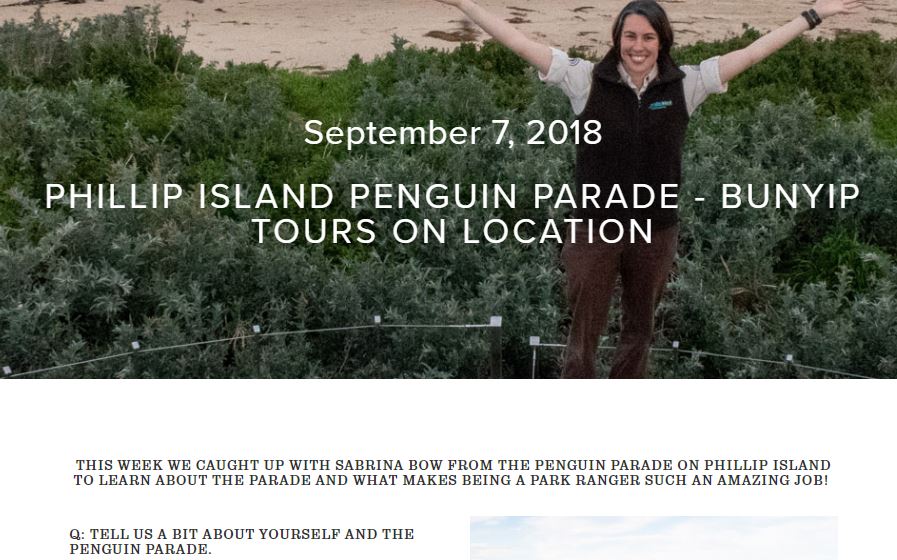 September 7, 2018
PHILLIP ISLAND PENGUIN PARADE - BUNYIP
TOURS ON LOCATION
THIS WEEK WE CAUGHT UP WITH SABRINA BOW FROM THE PENGUIN PARADE ON PHILLIP ISLAND
TO LEARN ABOUT THE PARADE AND WHAT MAKES BEING A PARK RANGER SUCH AN AMAZING JOB!
Q: TELL US A BIT ABOUT YOURSELF AND THE
PENGUIN PARADE.